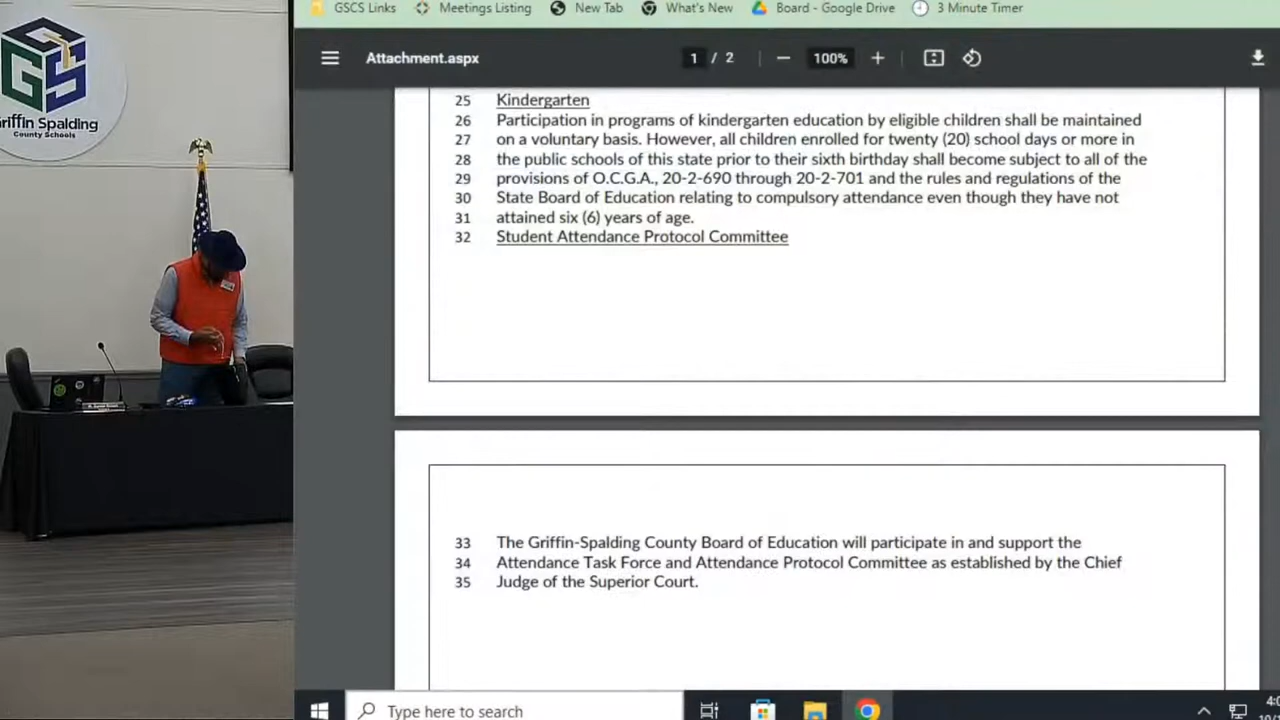 GSCS Links
Meetings Listing
New Tab
What's New
Board - Google Drive
3 Minute Timer
Attachment.aspx
1 / 2
100%
GS
Griffin Spalding
County Schools
25 Kindergarten
26 Participation in programs of kindergarten education by eligible children shall be maintained
27 on a voluntary basis. However, all children enrolled for twenty (20) school days or more in
28 the public schools of this state prior to their sixth birthday shall become subject to all of the
29 provisions of O.C.G.A., 20-2-690 through 20-2-701 and the rules and regulations of the
30 State Board of Education relating to compulsory attendance even though they have not
31 attained six (6) years of age.
32 Student Attendance Protocol Committee
33 The Griffin-Spalding County Board of Education will participate in and support the
34 Attendance Task Force and Attendance Protocol Committee as established by the Chief
35 Judge of the Superior Court.
Type here to search